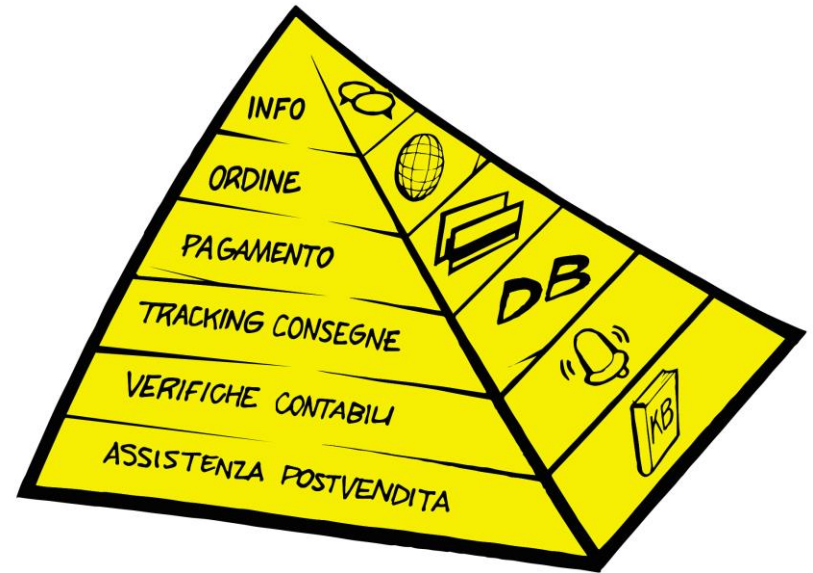 INFO
ORDINE
PAGAMENTO
DB
TRACKING CONSEGNE
VERIFICHE CONTABILI
KB
ASSISTENZA POSTVENDITA